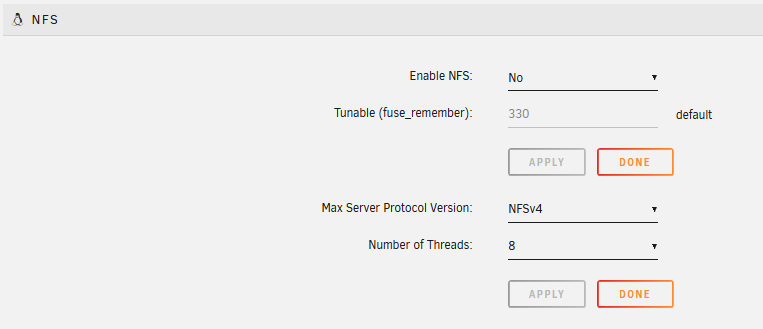 NFS
Enable NFS: No
Tunable (fuse_remember): 330 default
APPLY DONE
Max Server Protocol Version: NFSv4
Number of Threads: 8
APPLY DONE